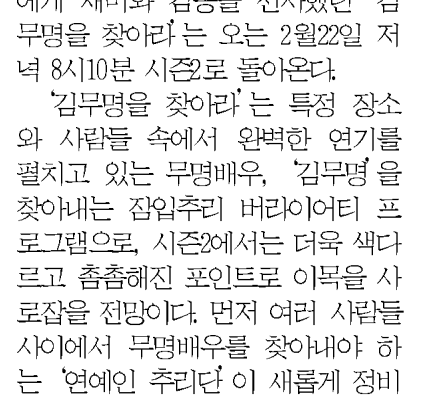 에게 재미와 감동을 선사했던 '김
무명을 찾아라'는 오는 2월22일 저
녁 8시10분 시즌2로 돌아온다.
'김무명을 찾아라'는 특정 장소
와 사람들 속에서 완벽한 연기를
펼치고 있는 무명배우, '김무명'을
찾아내는 잠입추리 버라이어티 프
로그램으로, 시즌2에서는 더욱 색다
르고 촘촘해진 포인트로 이목을 사
로잡을 전망이다. 먼저 여러 사람들
사이에서 무명배우를 찾아내야 하
는 '연예인 추리단'이 새롭게 정비